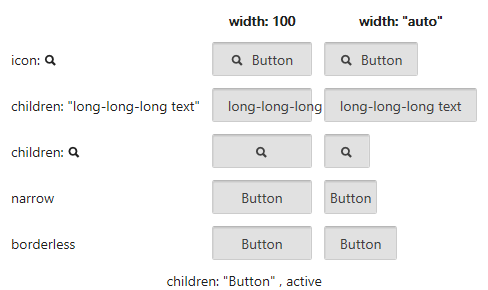 width: 100 width: "auto"
icon: Button Button
children: "long-long-long text" long-long-long long-long-long text
children:
narrow Button Button
borderless Button Button
children: "Button" , active